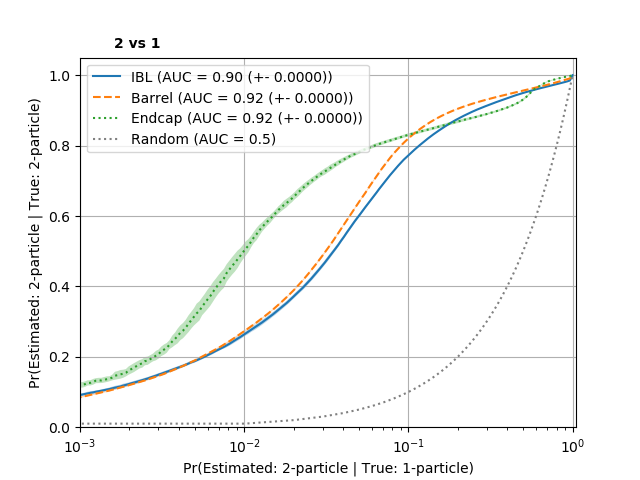 2 vs 1
IBL (AUC = 0.90 (+- 0.0000))
Barrel (AUC = 0.92 (+- 0.0000))
Endcap (AUC = 0.92 (+- 0.0000))
Random (AUC = 0.5)
Pr(Estimated: 2-particle | True: 2-particle)
1.0
0.8
0.6
0.4
0.2
0.0
10⁻³ 10⁻² 10⁻¹ 10⁰
Pr(Estimated: 2-particle | True: 1-particle)